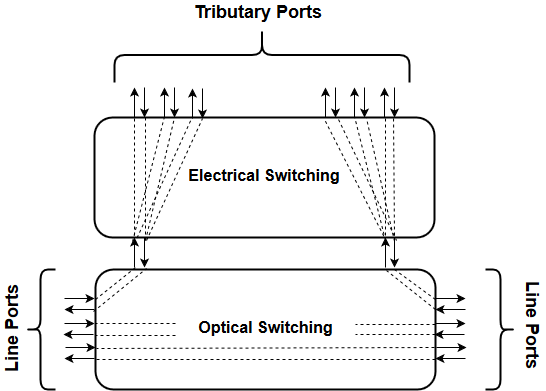 Tributary Ports
Electrical Switching
Line Ports
Optical Switching
Line Ports